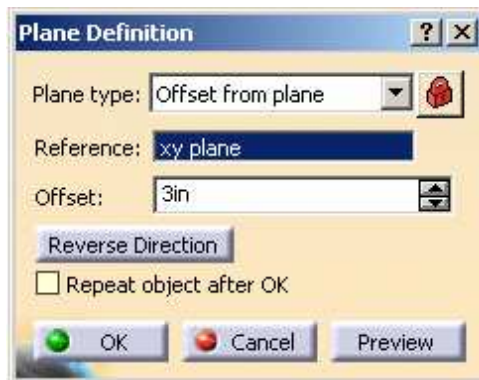 Plane Definition ? ×
Plane type: Offset from plane
Reference: xy plane
Offset: 3in
Reverse Direction
Repeat object after OK
OK Cancel Preview